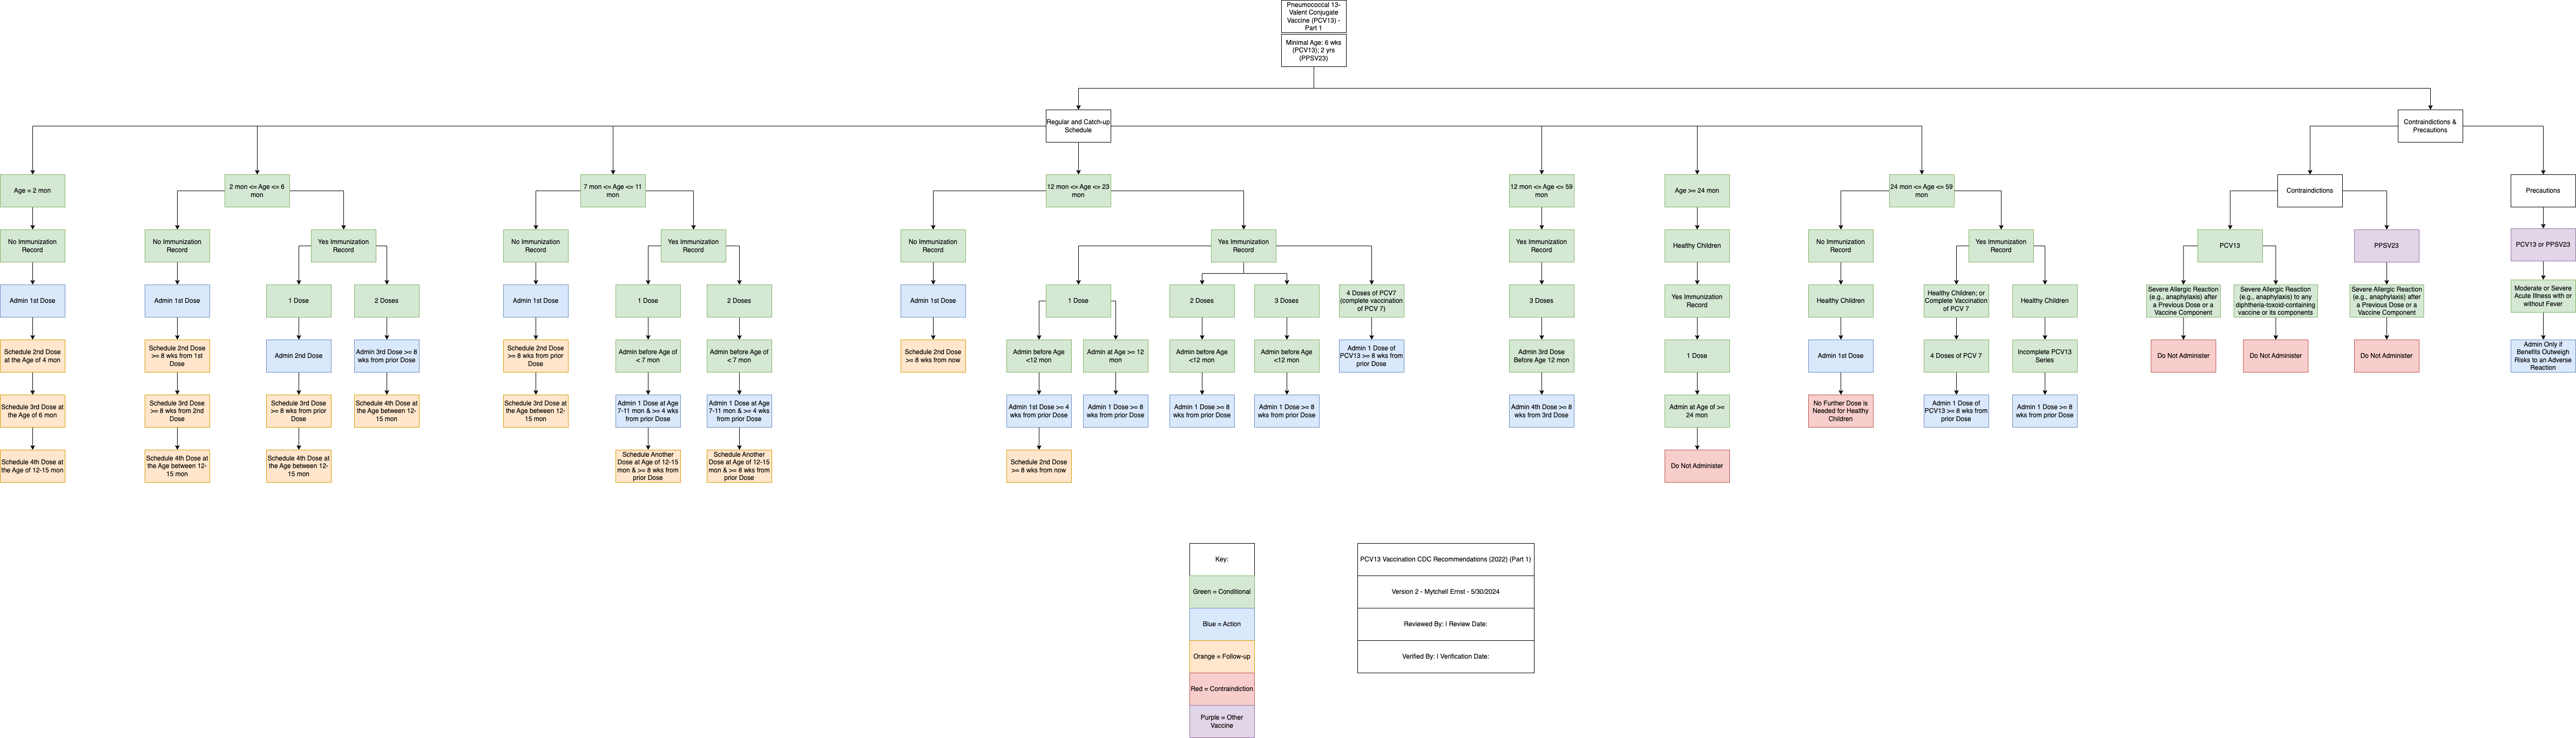 Pneumococcal 13-
Valent Conjugate
Vaccine (PCV13) -
Part 1
Minimal Age: 6 wks
(PCV13); 2 yrs
(PPSV23)
Regular and Catch-up
Schedule
Contraindictions &
Precautions
Age = 2 mon
2 mon <= Age <= 6
mon
7 mon <= Age <= 11
mon
12 mon <= Age <= 23
mon
12 mon <= Age <= 59
mon
Age >= 24 mon
24 mon <= Age <= 59
mon
Contraindictions
Precautions
No Immunization
Record
No Immunization
Record
Yes Immunization
Record
No Immunization
Record
Yes Immunization
Record
No Immunization
Record
Yes Immunization
Record
Yes Immunization
Record
Healthy Children
No Immunization
Record
Yes Immunization
Record
PCV13
PPSV23
PCV13 or PPSV23
Admin 1st Dose
Admin 1st Dose
1 Dose
2 Doses
Admin 1st Dose
1 Dose
2 Doses
Admin 1st Dose
1 Dose
2 Doses
3 Doses
4 Doses of PCV7
(complete vaccination
of PCV 7)
3 Doses
Yes Immunization
Record
Healthy Children
Healthy Children; or
Complete Vaccination
of PCV 7
Healthy Children
Severe Allergic Reaction
(e.g., anaphylaxis) after
a Previous Dose or a
Vaccine Component
Severe Allergic Reaction
(e.g., anaphylaxis) to any
diphtheria-toxoid-containing
vaccine or its components
Severe Allergic Reaction
(e.g., anaphylaxis) after
a Previous Dose or a
Vaccine Component
Moderate or Severe
Acute Illness with or
without Fever
Schedule 2nd Dose
at the Age of 4 mon
Schedule 2nd Dose
>= 8 wks from 1st
Dose
Admin 2nd Dose
Admin 3rd Dose >= 8
wks from prior Dose
Schedule 2nd Dose
>= 8 wks from prior
Dose
Admin before Age of
< 7 mon
Admin before Age of
< 7 mon
Schedule 2nd Dose
>= 8 wks from now
Admin before Age
<12 mon
Admin at Age >= 12
mon
Admin before Age
<12 mon
Admin before Age
<12 mon
Admin 1 Dose of
PCV13 >= 8 wks from
prior Dose
Admin 3rd Dose
Before Age 12 mon
1 Dose
Admin 1st Dose
4 Doses of PCV 7
Incomplete PCV13
Series
Do Not Administer
Do Not Administer
Do Not Administer
Admin Only if
Benefits Outweigh
Risks to an Adverse
Reaction
Schedule 3rd Dose at
the Age of 6 mon
Schedule 3rd Dose
>= 8 wks from 2nd
Dose
Schedule 3rd Dose
>= 8 wks from prior
Dose
Schedule 4th Dose at
the Age between 12-
15 mon
Schedule 3rd Dose at
the Age between 12-
15 mon
Admin 1 Dose at Age
7-11 mon & >= 4 wks
from prior Dose
Admin 1 Dose at Age
7-11 mon & >= 4 wks
from prior Dose
Admin 1st Dose >= 4
wks from prior Dose
Admin 1 Dose >= 8
wks from prior Dose
Admin 1 Dose >= 8
wks from prior Dose
Admin 1 Dose >= 8
wks from prior Dose
Admin 4th Dose >= 8
wks from 3rd Dose
Admin at Age of >=
24 mon
No Further Dose is
Needed for Healthy
Children
Admin 1 Dose of
PCV13 >= 8 wks from
prior Dose
Admin 1 Dose >= 8
wks from prior Dose
Schedule 4th Dose at
the Age of 12-15 mon
Schedule 4th Dose at
the Age between 12-
15 mon
Schedule 4th Dose at
the Age between 12-
15 mon
Schedule Another
Dose at Age of 12-15
mon & >= 8 wks from
prior Dose
Schedule Another
Dose at Age of 12-15
mon & >= 8 wks from
prior Dose
Schedule 2nd Dose
>= 8 wks from now
Do Not Administer
Key:
Green = Conditional
Blue = Action
Orange = Follow-up
Red = Contraindiction
Purple = Other
Vaccine
PCV13 Vaccination CDC Recommendations (2022) (Part 1)
Version 2 - Mytchell Ernst - 5/30/2024
Reviewed By: | Review Date:
Verified By: | Verification Date: